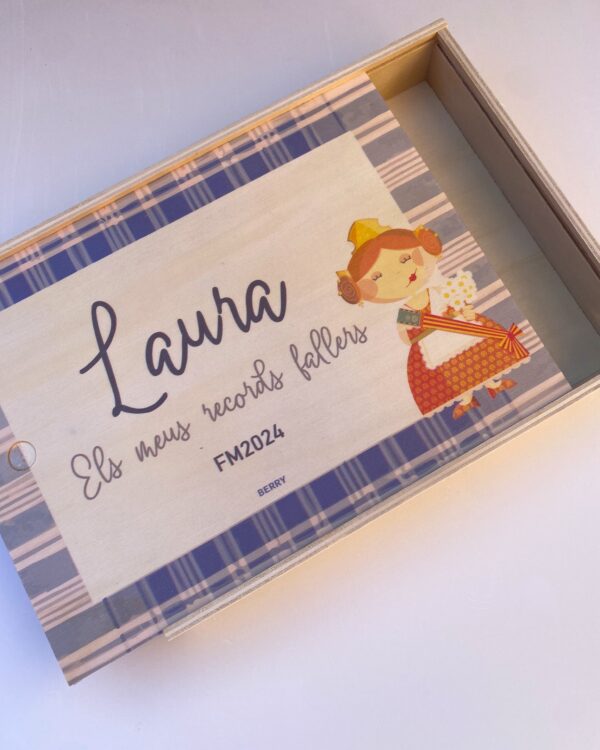 Laura
Els meus records fallers
FM2024
BERRY